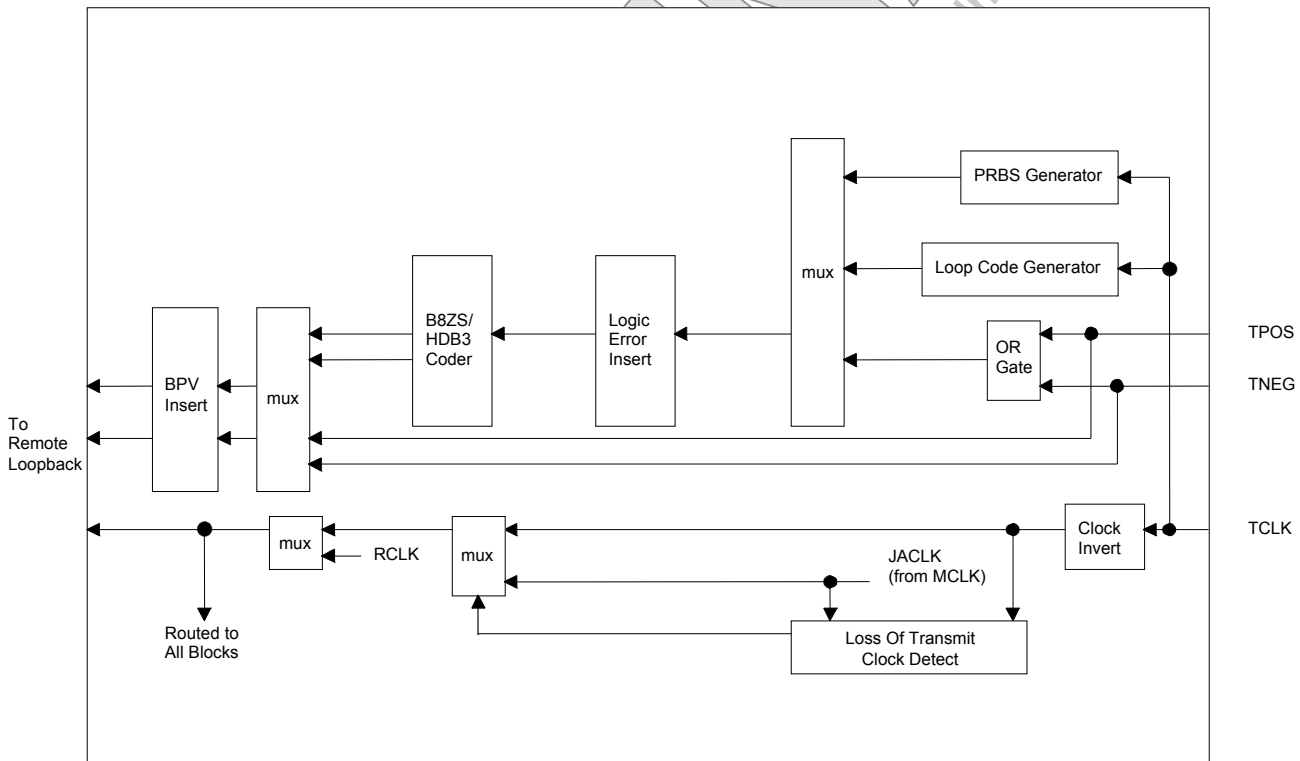 PRBS Generator
Loop Code Generator
mux
B8ZS/
HDB3
Coder
Logic
Error
Insert
OR
Gate
TPOS
TNEG
BPV
Insert
mux
To
Remote
Loopback
mux
RCLK
mux
JACLK
(from MCLK)
Clock
Invert
TCLK
Routed to
All Blocks
Loss Of Transmit
Clock Detect